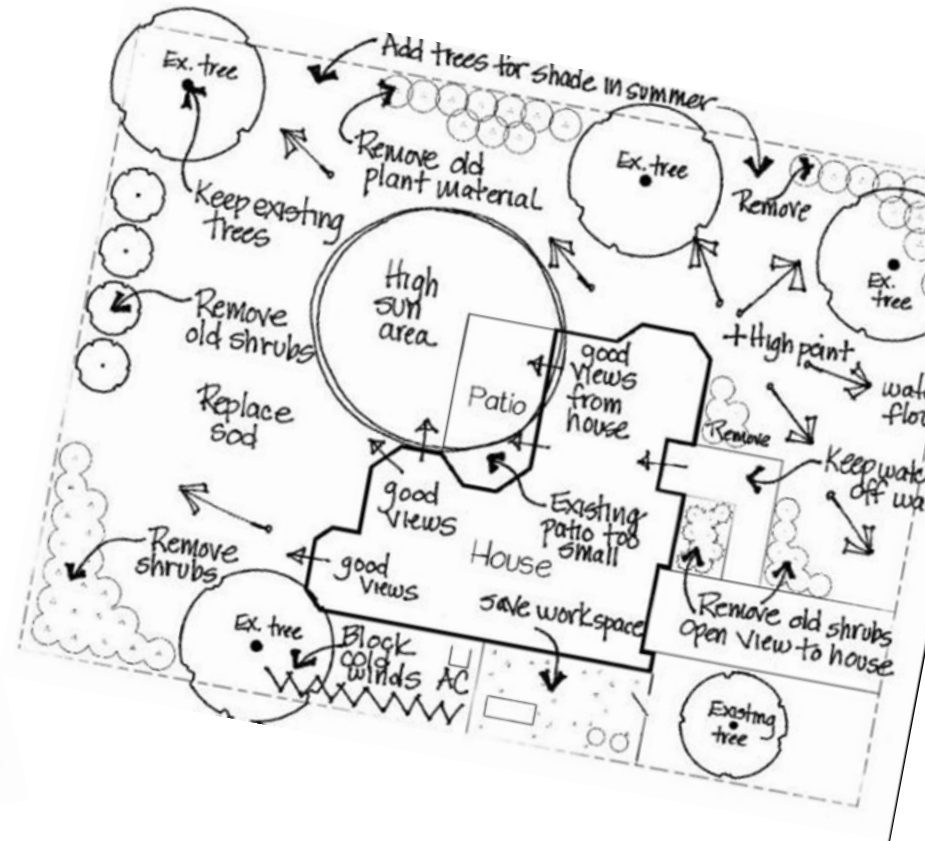 Add trees for shade in summer
Ex. tree
Remove old
plant material
Ex. tree
Remove
Keep existing
trees
Ex.
tree
High
sun
area
Remove
old shrubs
+ High point
good
views
from
house
Patio
Replace
sod
Remove
Keep
off
good
views
Existing
patio too
small
House
Remove
shrubs
good
views
save workspace
Remove old shrubs
open view to house
Ex. tree
Block
cold
winds
AC
Existing
tree